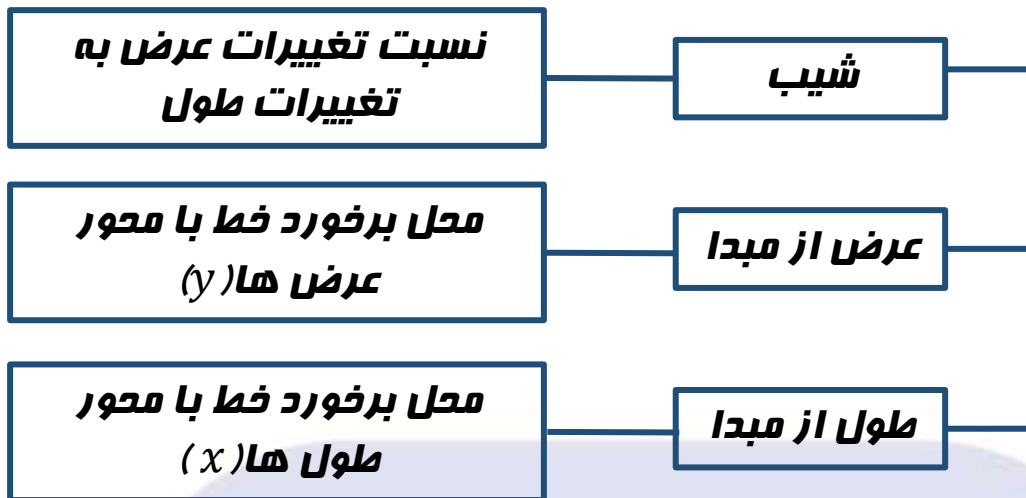 شیب
نسبت تغییرات عرض به
تغییرات طول
عرض از مبدا
محل برخورد خط با محور
عرض ها(y)
طول از مبدا
محل برخورد خط با محور
طول ها(x)